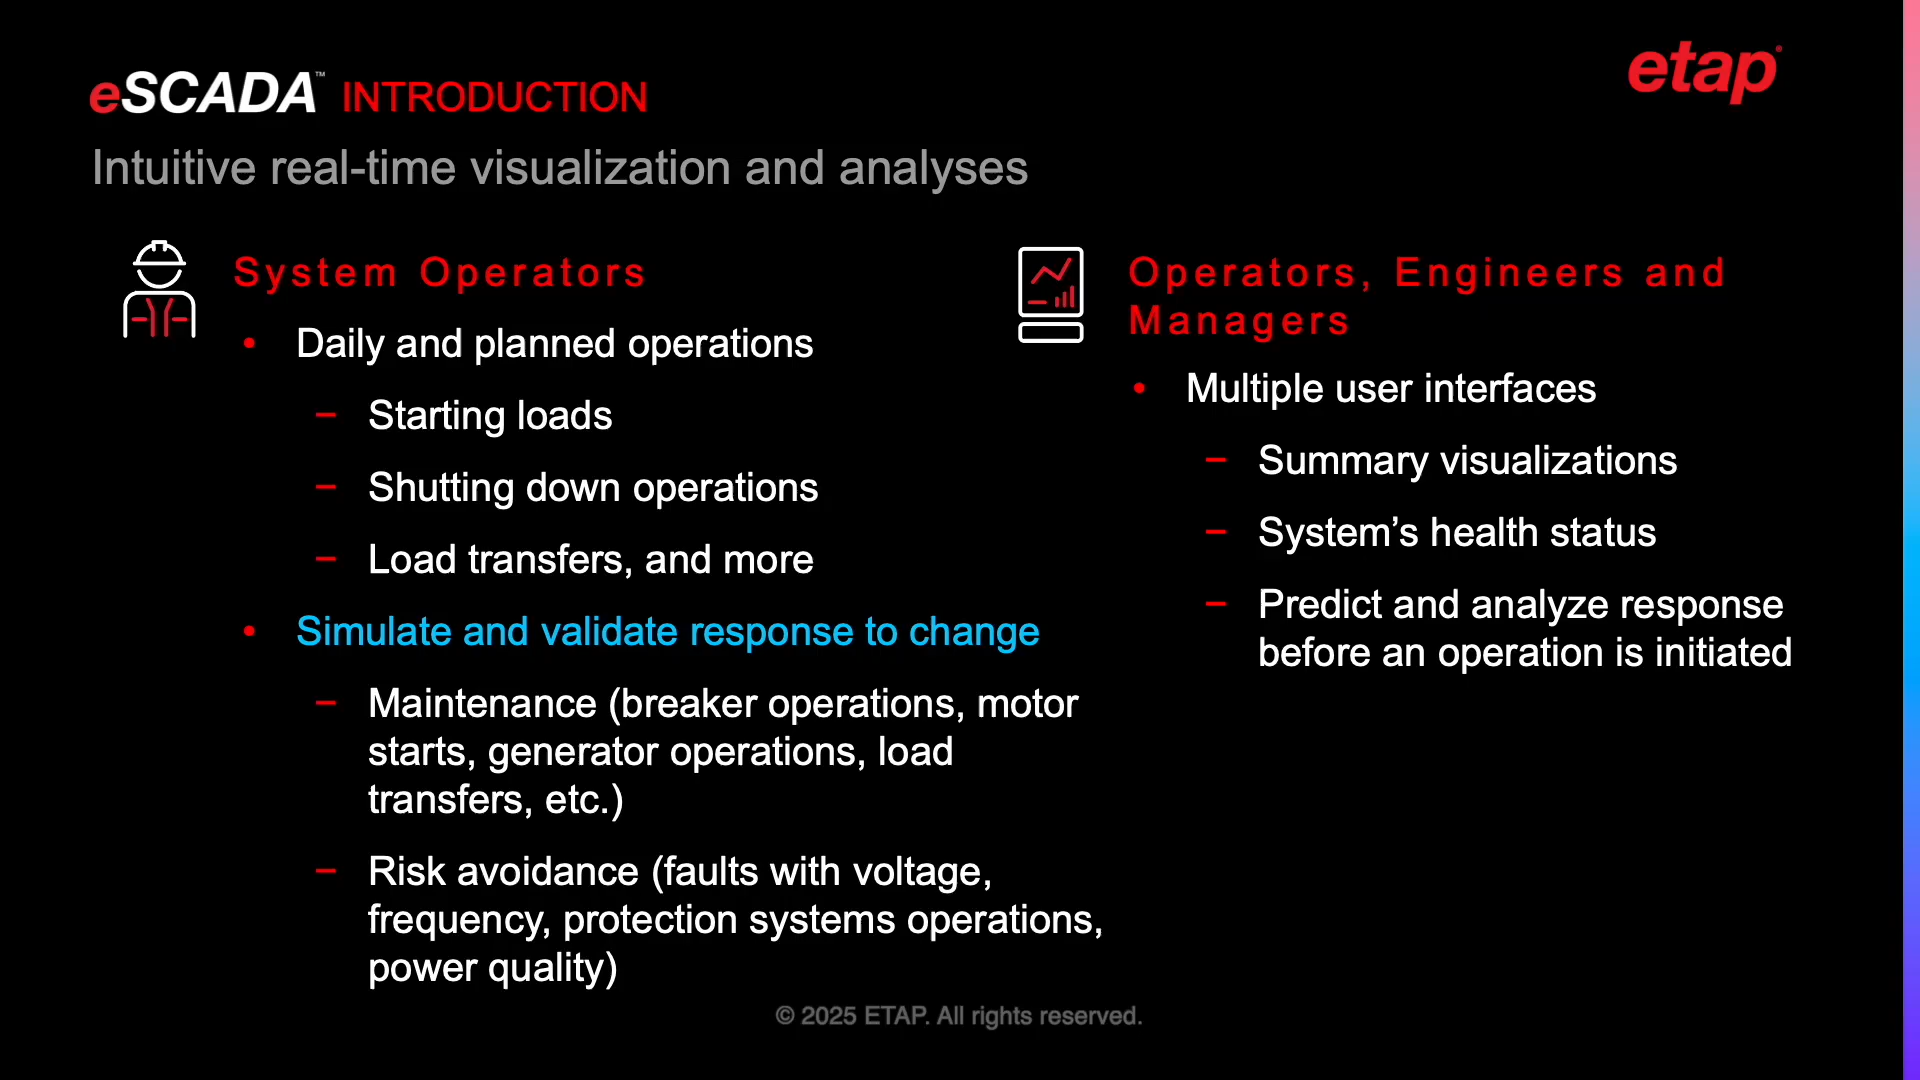 eSCADA™ INTRODUCTION
etap
Intuitive real-time visualization and analyses
System Operators
• Daily and planned operations
– Starting loads
– Shutting down operations
– Load transfers, and more
• Simulate and validate response to change
– Maintenance (breaker operations, motor
starts, generator operations, load
transfers, etc.)
– Risk avoidance (faults with voltage,
frequency, protection systems operations,
power quality)
Operators, Engineers and
Managers
• Multiple user interfaces
– Summary visualizations
– System’s health status
– Predict and analyze response
before an operation is initiated
© 2025 ETAP. All rights reserved.